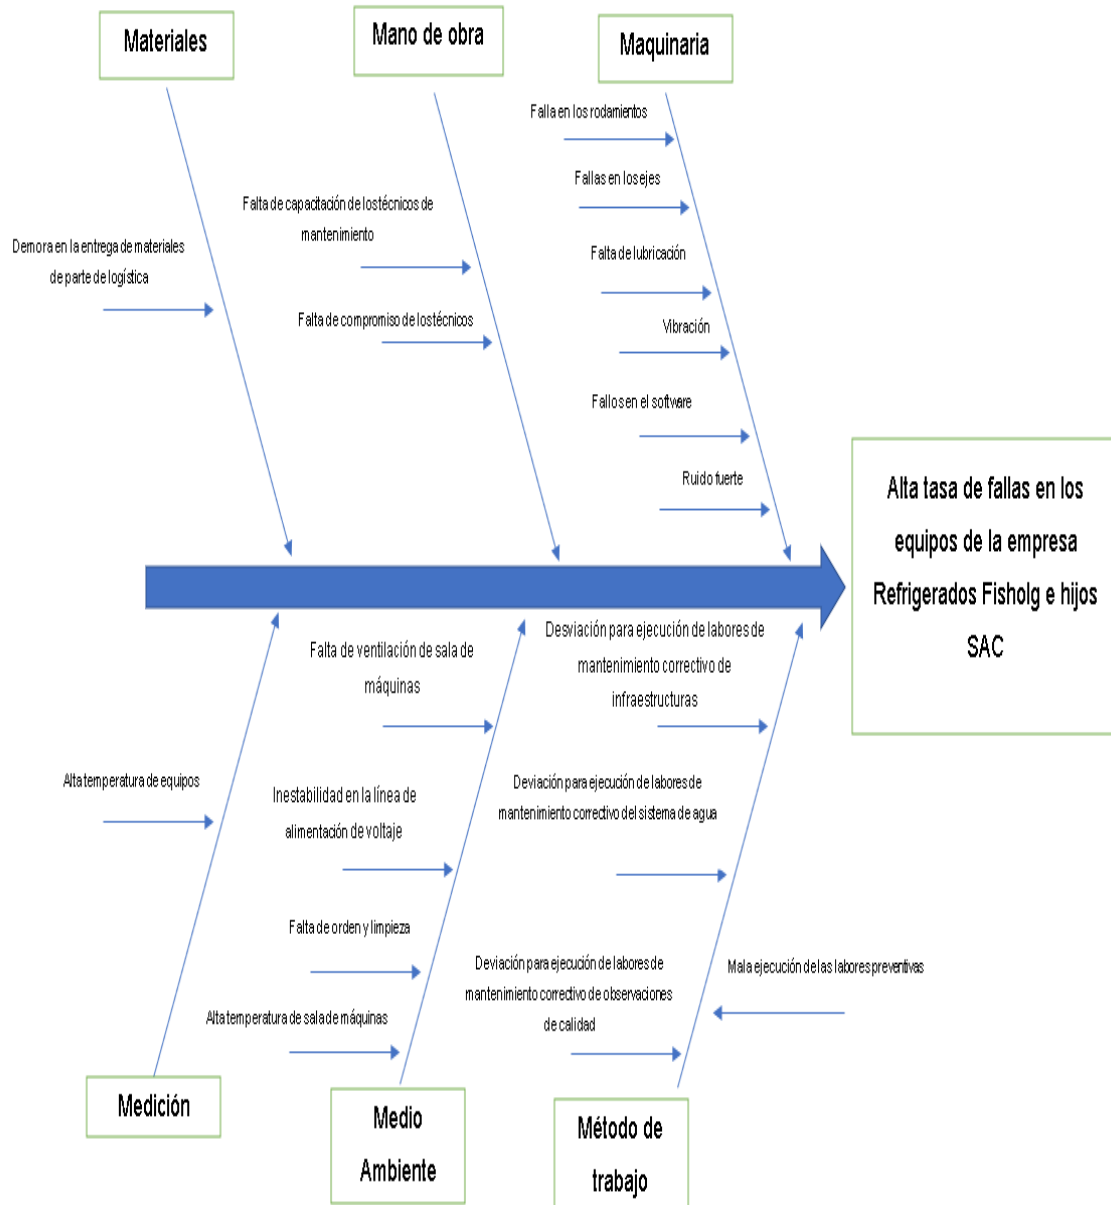 Materiales
Mano de obra
Maquinaria
Falla en los rodamientos
Fallas en los ejes
Falta de capacitación de los técnicos de
mantenimiento
Demora en la entrega de materiales
de parte de logística
Falta de lubricación
Falta de compromiso de los técnicos
Vibración
Fallos en el software
Ruido fuerte
Alta tasa de fallas en los
equipos de la empresa
Refrigerados Fisholg e hijos
SAC
Falta de ventilación de sala de
máquinas
Desviación para ejecución de labores de
mantenimiento correctivo de
infraestructuras
Alta temperatura de equipos
Inestabilidad en la línea de
alimentación de voltaje
Deviación para ejecución de labores de
mantenimiento correctivo del sistema de agua
Falta de orden y limpieza
Deviación para ejecución de labores de
mantenimiento correctivo de observaciones
de calidad
Mala ejecución de las labores preventivas
Alta temperatura de sala de máquinas
Medición
Medio
Ambiente
Método de
trabajo